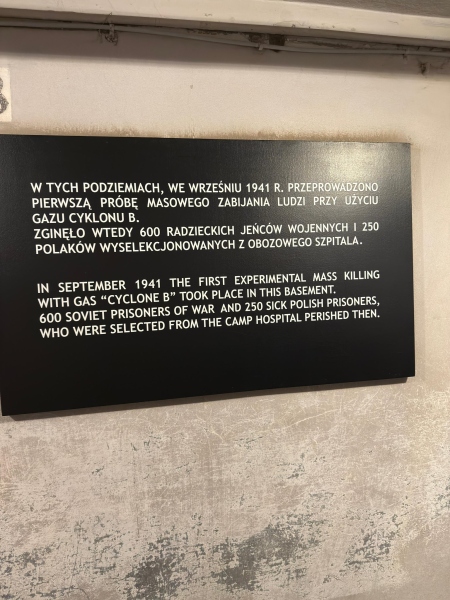 W TYCH PODZIEMIACH, WE WRZEŚNIU 1941 R. PRZEPROWADZONO
PIERWSZĄ PRÓBĘ MASOWEGO ZABIJANIA LUDZI PRZY UŻYCIU
GAZU CYKLONU B.
ZGINĘŁO WTEDY 600 RADZIECKICH JEŃCÓW WOJENNYCH I 250
POLAKÓW WYSELEKCJONOWANYCH Z OBOZOWEGO SZPITALA.
IN SEPTEMBER 1941 THE FIRST EXPERIMENTAL MASS KILLING
WITH GAS “CYCLONE B” TOOK PLACE IN THIS BASEMENT.
600 SOVIET PRISONERS OF WAR AND 250 SICK POLISH PRISONERS,
WHO WERE SELECTED FROM THE CAMP HOSPITAL PERISHED THEN.